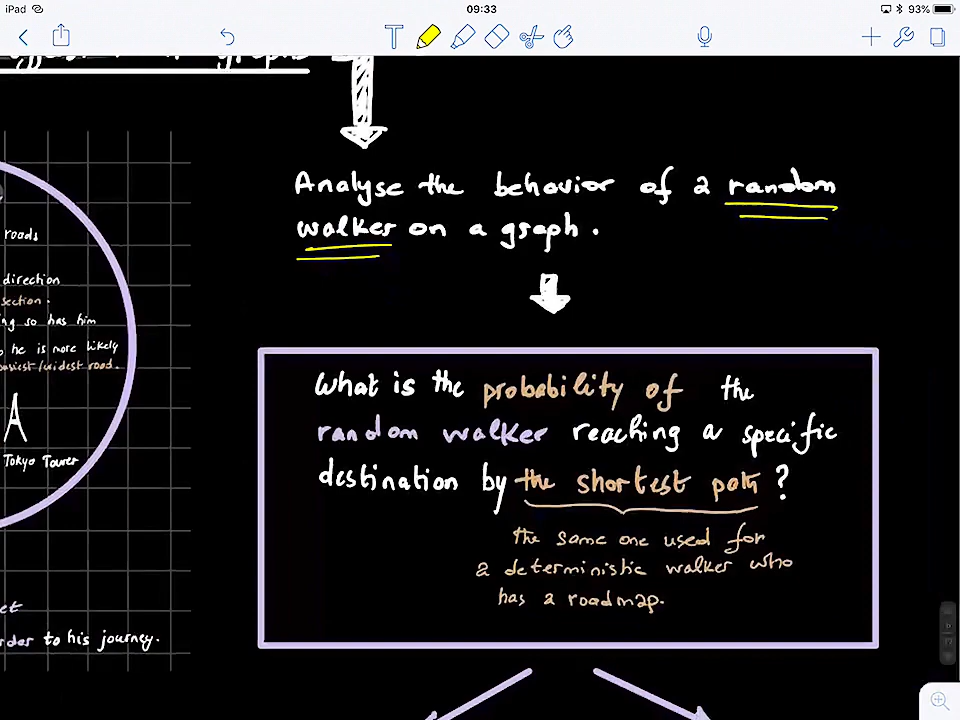 iPad
09:33
93%
Analyse the behavior of a random
walker on a graph.
roads
direction
section.
ng so has him
o he is more likely
busiest/widest road.
Tokyo Tower
What is the probability of the
random walker reaching a specific
destination by the shortest path ?
the same one used for
a deterministic walker who
has a roadmap.
et
rder to his journey.